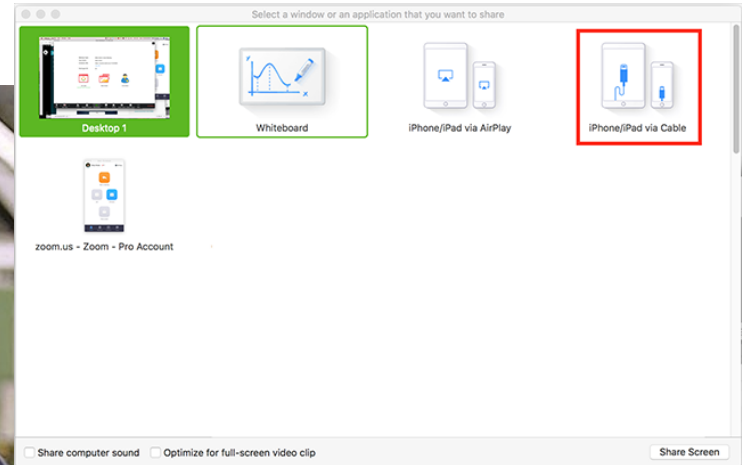 Select a window or an application that you want to share
Desktop 1
Whiteboard
iPhone/iPad via AirPlay
iPhone/iPad via Cable
zoom.us - Zoom - Pro Account
Share computer sound
Optimize for full-screen video clip
Share Screen